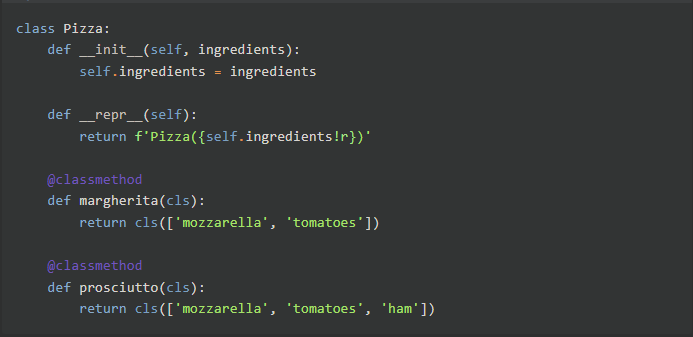 class Pizza:
    def __init__(self, ingredients):
        self.ingredients = ingredients

    def __repr__(self):
        return f'Pizza({self.ingredients!r})'

    @classmethod
    def margherita(cls):
        return cls(['mozzarella', 'tomatoes'])

    @classmethod
    def prosciutto(cls):
        return cls(['mozzarella', 'tomatoes', 'ham'])